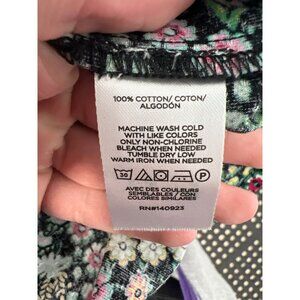 100% COTTON/ COTON/
ALGODÓN
MACHINE WASH COLD
WITH LIKE COLORS
ONLY NON-CHLORINE
BLEACH WHEN NEEDED
TUMBLE DRY LOW
WARM IRON WHEN NEEDED
30 P
AVEC DES COULEURS
SEMBLABLES / CON
COLORES SIMILARES
RN#140923